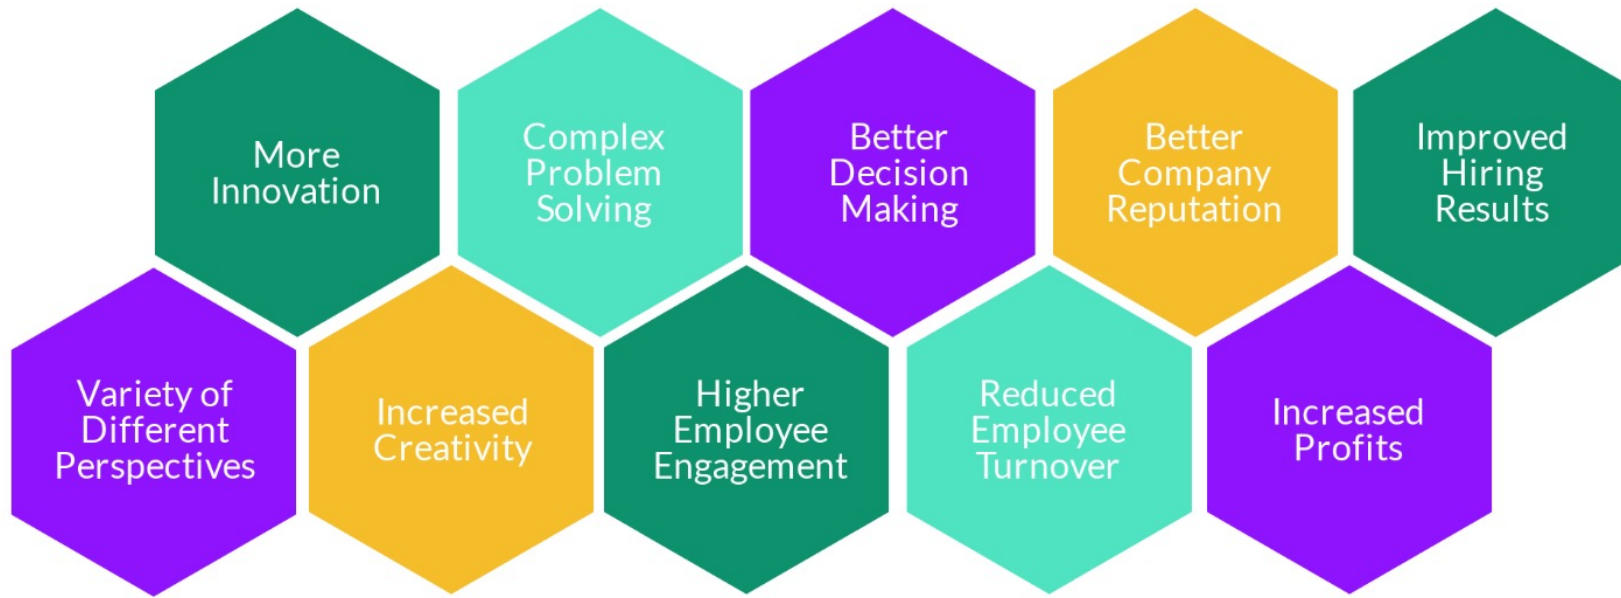 More
Innovation
Complex
Problem
Solving
Better
Decision
Making
Better
Company
Reputation
Improved
Hiring
Results
Variety of
Different
Perspectives
Increased
Creativity
Higher
Employee
Engagement
Reduced
Employee
Turnover
Increased
Profits